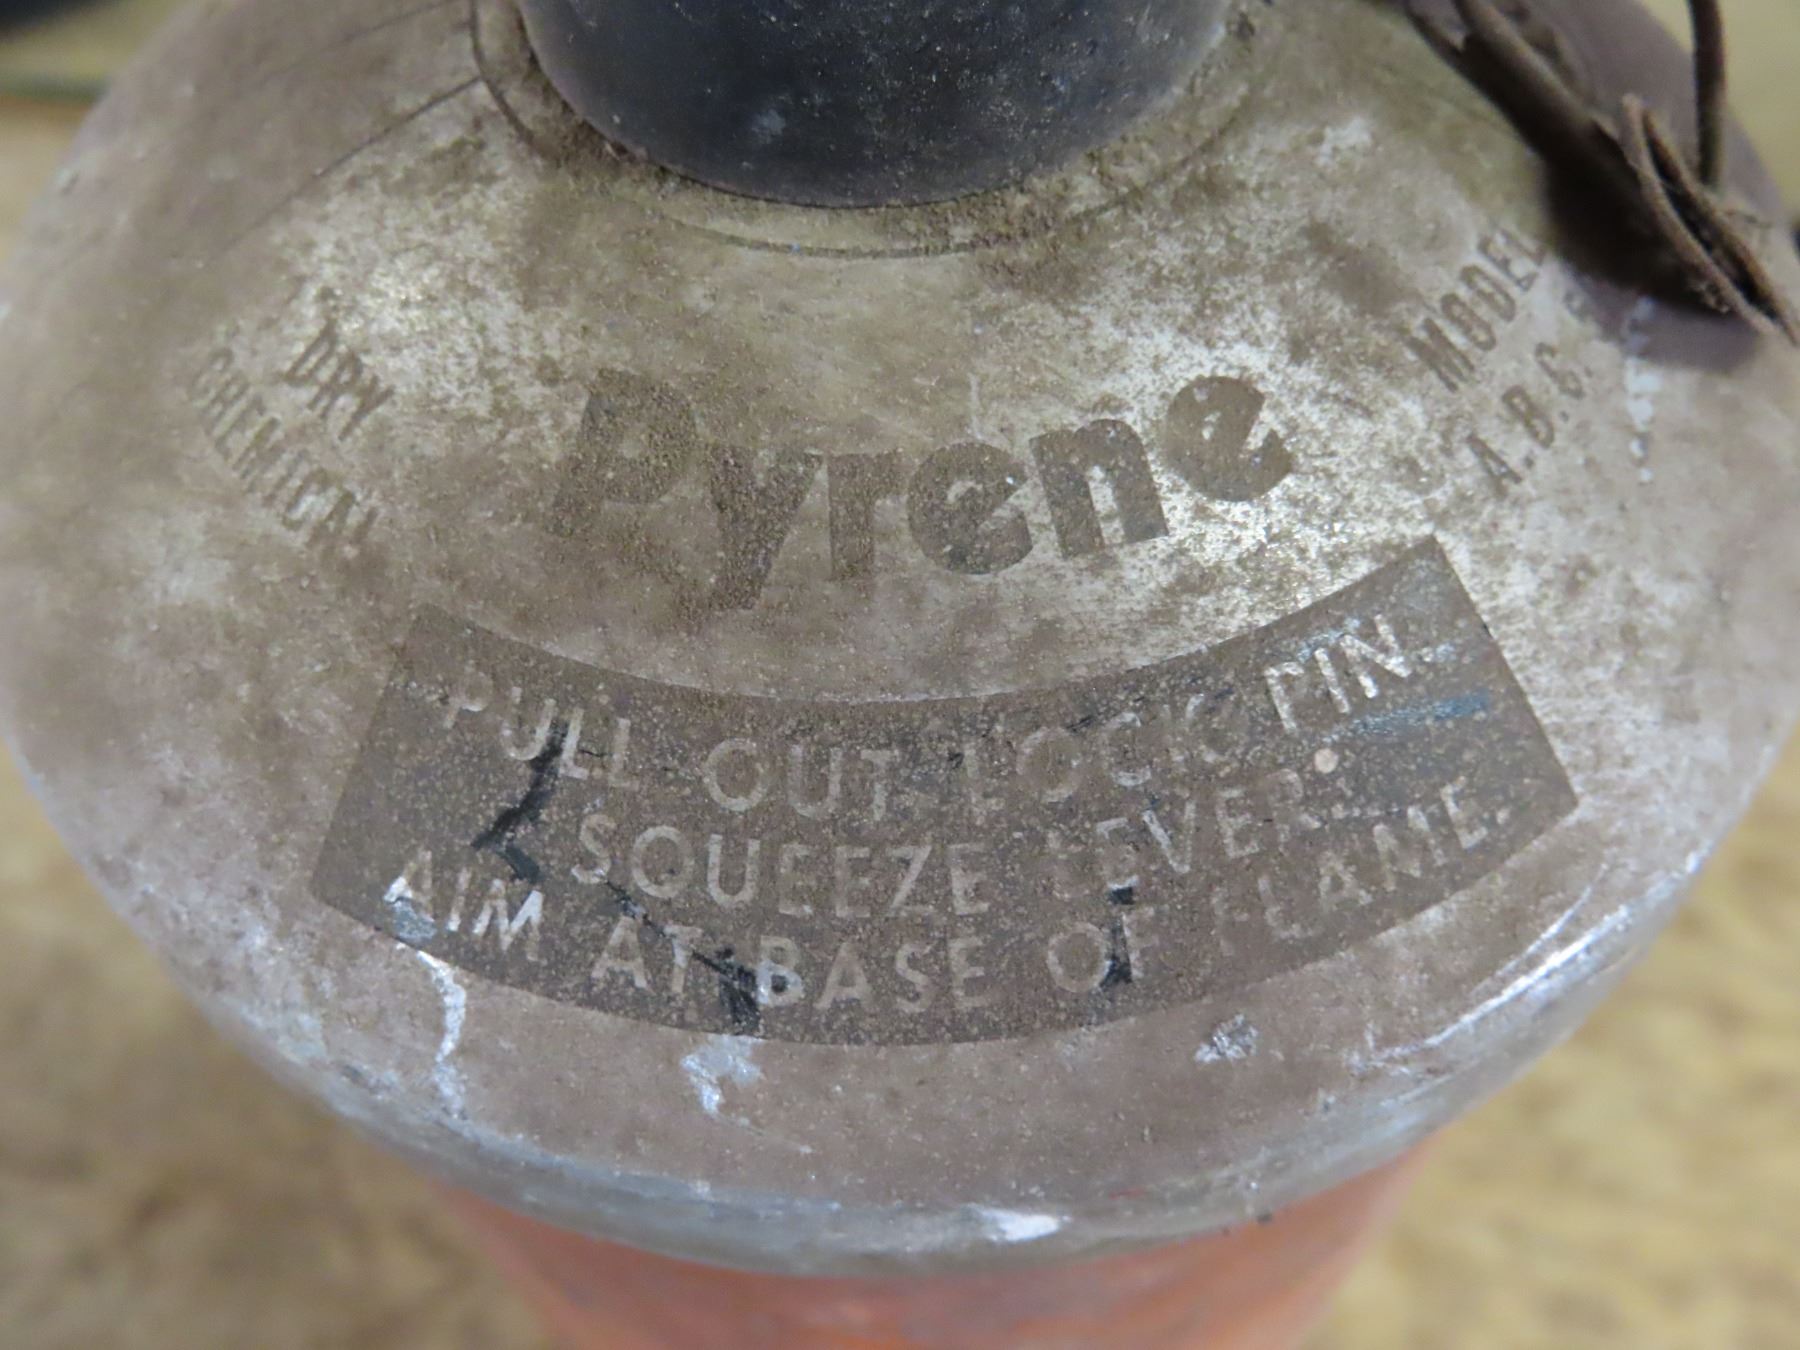 DRY
CHEMICAL
Pyrene
MODEL
A.B.C.
PULL OUT LOCK PIN.
SQUEEZE LEVER.
AIM AT BASE OF FLAME.